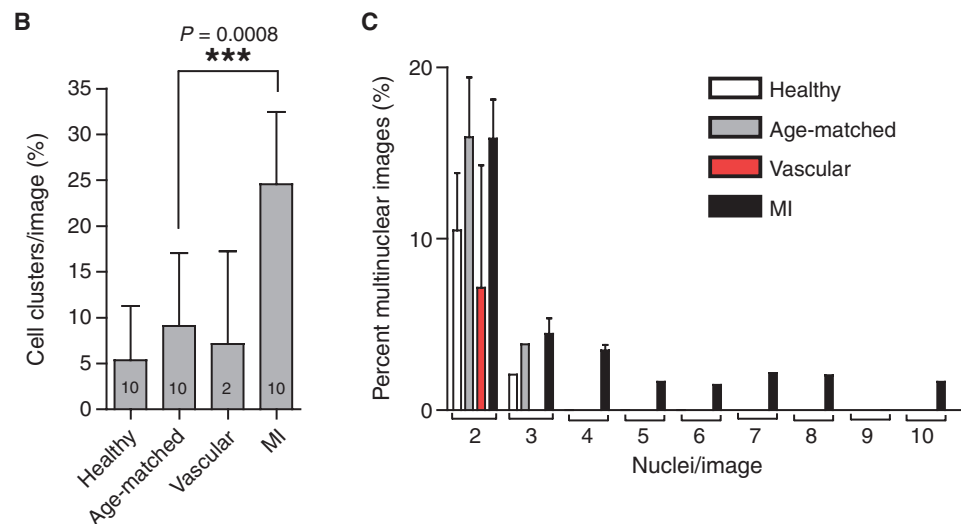 B
P = 0.0008
***
Cell clusters/image (%)
35
30
25
20
15
10
5
0
10
10
2
10
Healthy
Age-matched
Vascular
MI
C
Percent multinuclear images (%)
20
10
0
Healthy
Age-matched
Vascular
MI
2 3 4 5 6 7 8 9 10
Nuclei/image